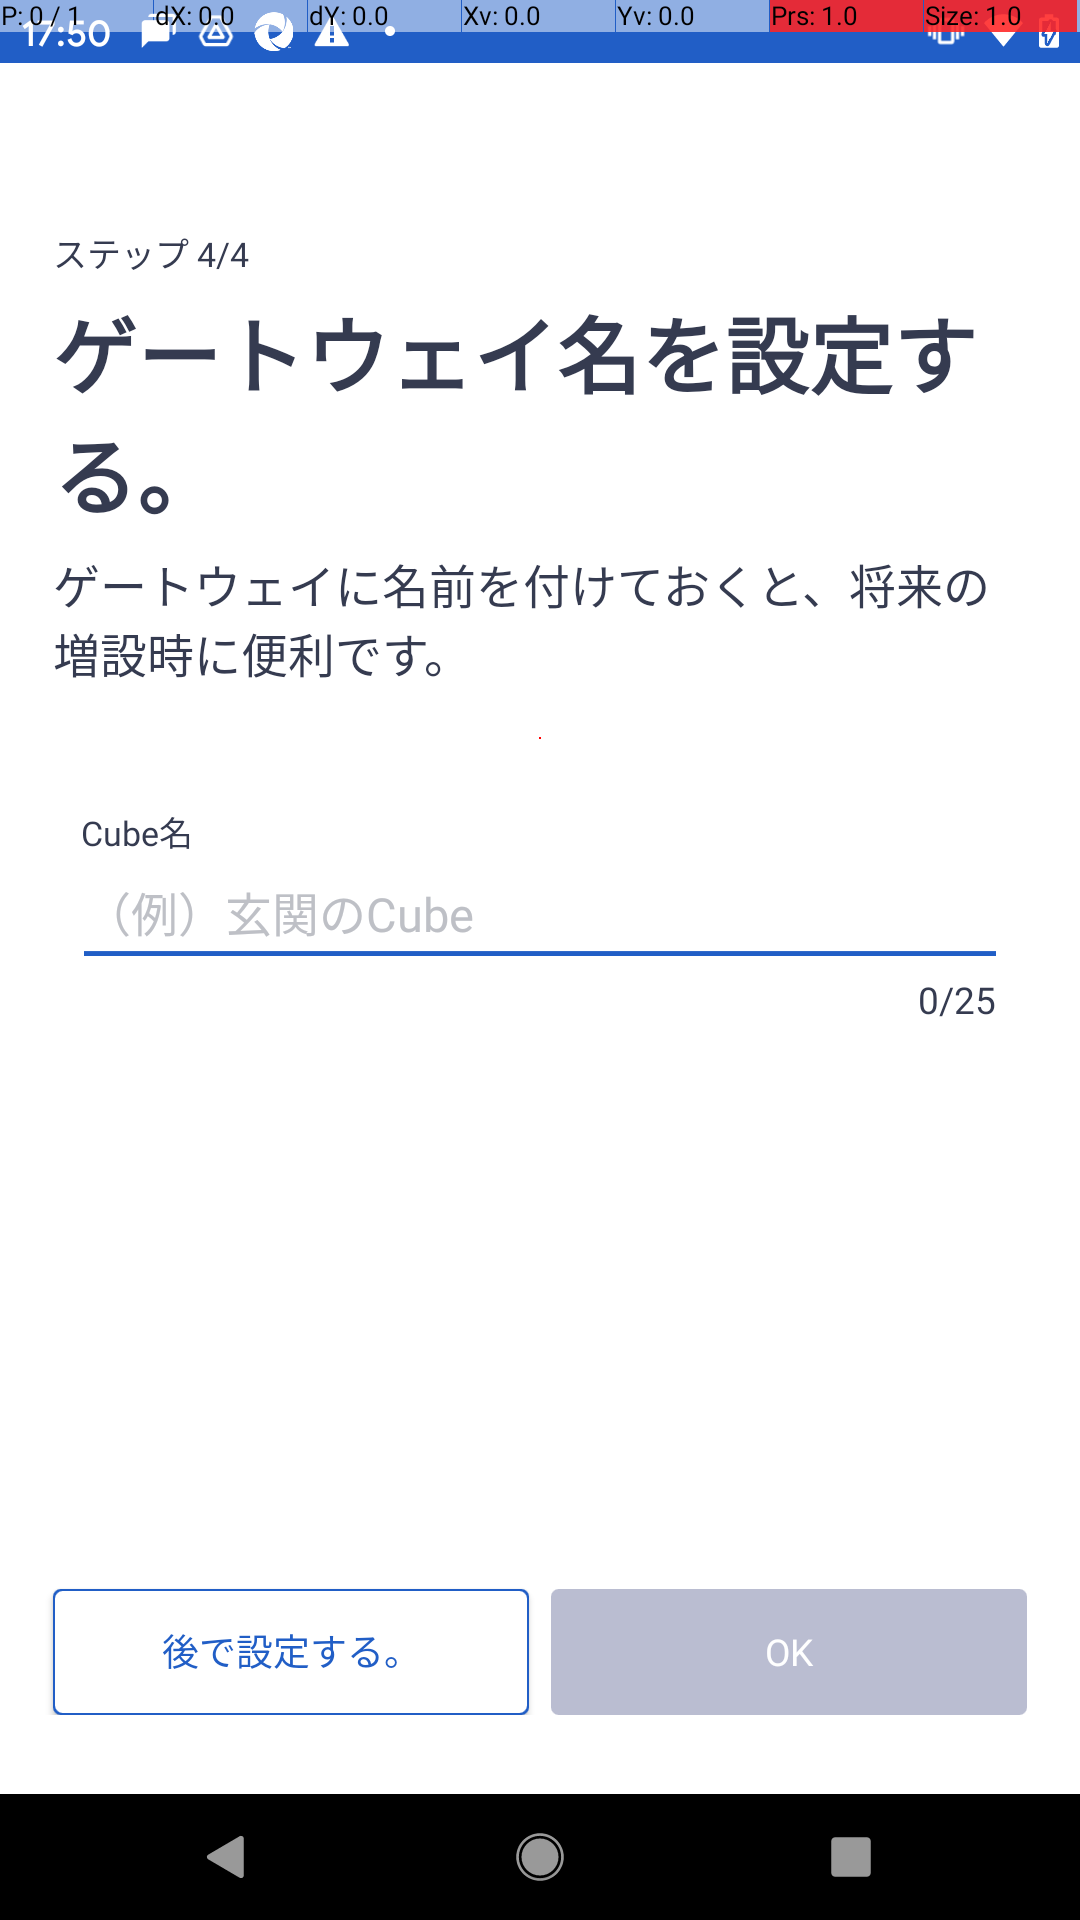 P: 0 / 1 dX: 0.0 dY: 0.0 Xv: 0.0 Yv: 0.0 Prs: 1.0 Size: 1.0
17:50
ステップ 4/4
ゲートウェイ名を設定す
る。
ゲートウェイに名前を付けておくと、将来の
増設時に便利です。
Cube名
（例）玄関のCube
0/25
後で設定する。
OK